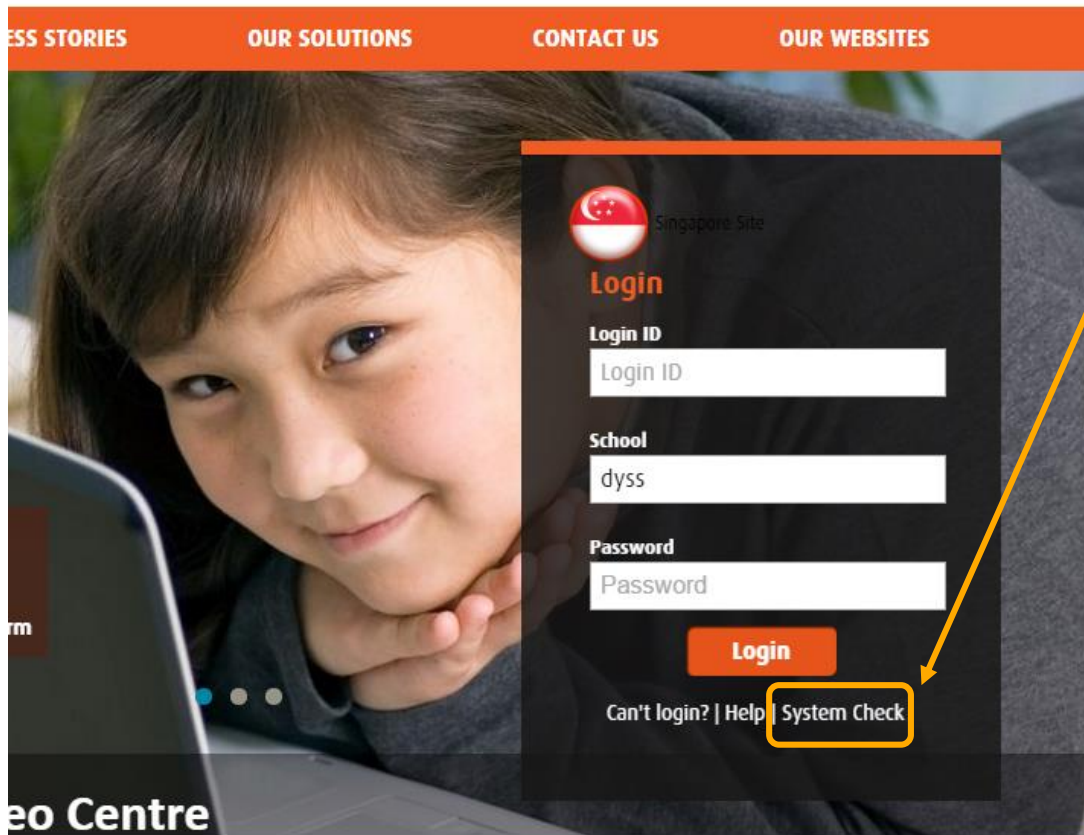 ESS STORIES OUR SOLUTIONS CONTACT US OUR WEBSITES
Singapore Site
Login
Login ID
Login ID
School
dyss
Password
Password
rm
Login
Can't login? | Help | System Check
eo Centre